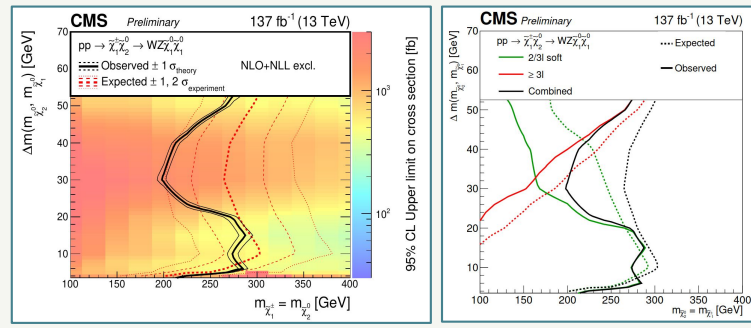 CMS Preliminary 137 fb⁻¹ (13 TeV)
pp → χ̃₁^± χ̃₂^0 → WZχ̃₁^0 χ̃₁^0
Observed ± 1 σ_theory NLO+NLL excl.
Expected ± 1, 2 σ_experiment
Δ m(m_χ̃₂^0, m_χ̃₁^0) [GeV]
70
60
50
40
30
20
10
100 150 200 250 300 350 400
m_χ̃₁^± = m_χ̃₂^0 [GeV]
10³
10²
95% CL Upper limit on cross section [fb]
CMS Preliminary 137 fb⁻¹ (13 TeV)
pp → χ̃₁^± χ̃₂^0 → WZχ̃₁^0 χ̃₁^0
2/3l soft
≥ 3l
Combined
Expected
Observed
Δ m(m_χ̃₂^0, m_χ̃₁^0) [GeV]
70
60
50
40
30
20
10
100 150 200 250 300 350 400
m_χ̃₂^0 = m_χ̃₁^± [GeV]